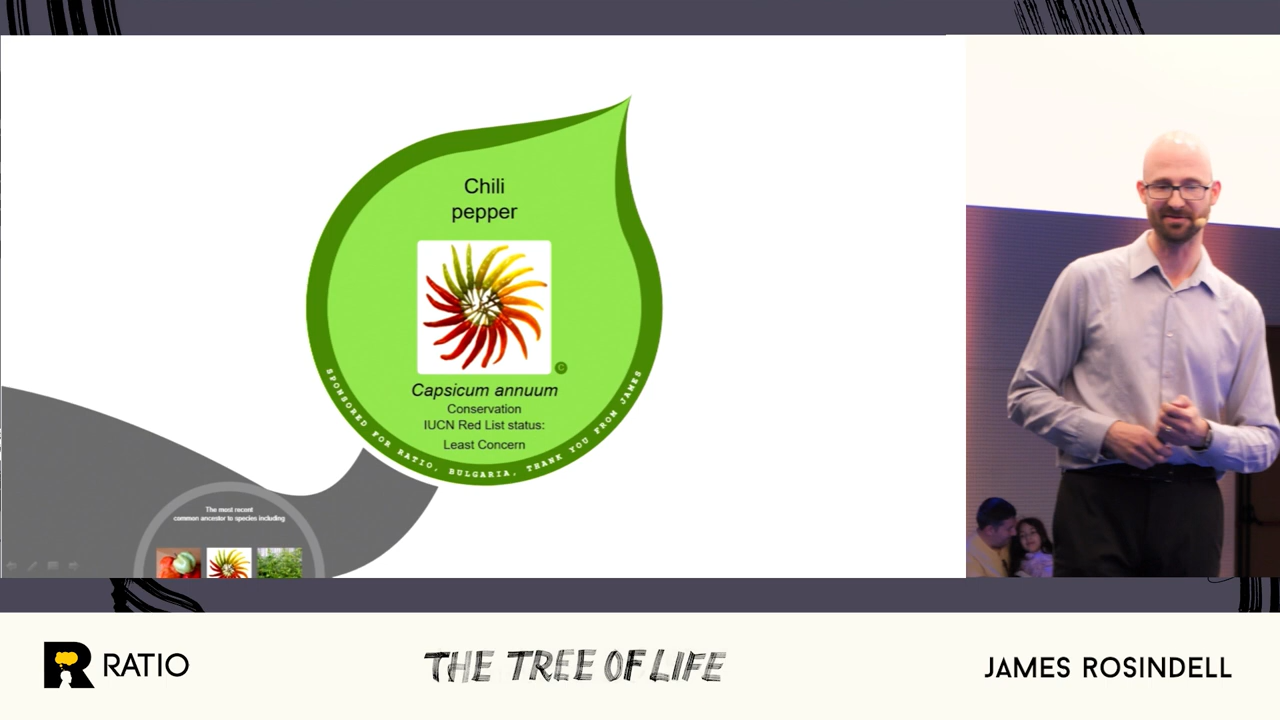 Chili
pepper
Capsicum annuum
Conservation
IUCN Red List status:
Least Concern
SPONSORED FOR RATIO, BULGARIA, THANK YOU FROM JAMES
The most recent
common ancestor to species including
RATIO
THE TREE OF LIFE
JAMES ROSINDELL